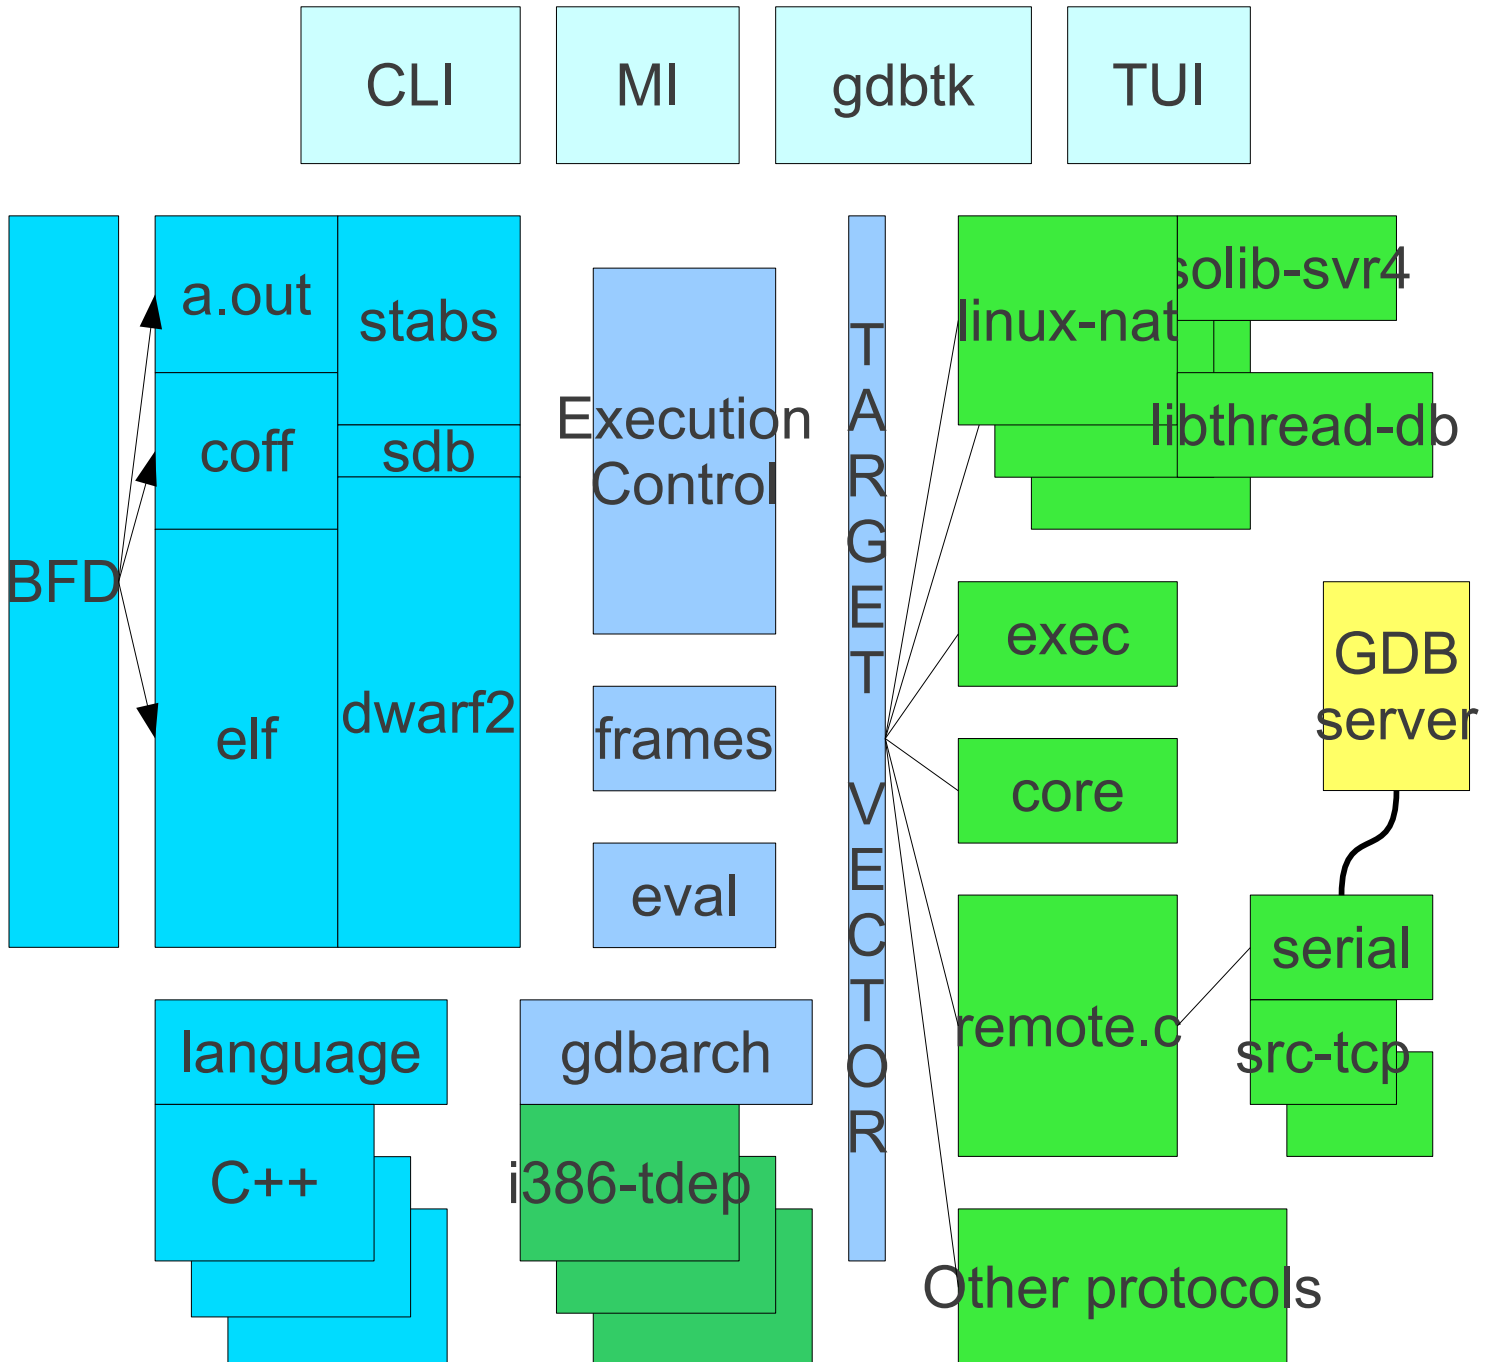 CLI
MI
gdbtk
TUI
BFD
a.out
coff
elf
stabs
sdb
dwarf2
Execution
Control
frames
eval
TARGET VECTOR
linux-nat
solib-svr4
libthread-db
exec
core
GDB
server
remote.c
serial
src-tcp
Other protocols
language
C++
gdbarch
i386-tdep